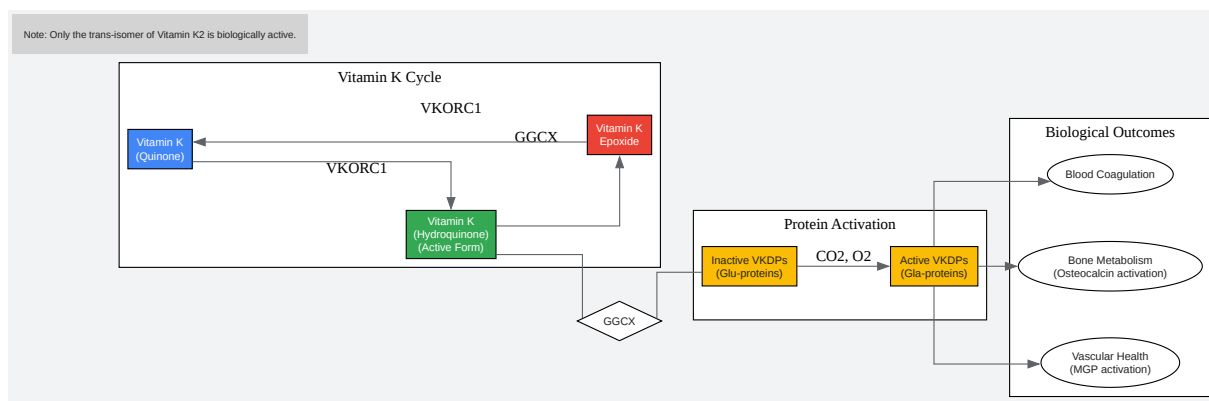 Note: Only the trans-isomer of Vitamin K2 is biologically active.
Vitamin K Cycle
VKORC1
Vitamin K
(Quinone)
GGCX
Vitamin K
Epoxide
VKORC1
Vitamin K
(Hydroquinone)
(Active Form)
GGCX
Protein Activation
Inactive VKDPs
(Glu-proteins)
CO2, O2
Active VKDPs
(Gla-proteins)
Biological Outcomes
Blood Coagulation
Bone Metabolism
(Osteocalcin activation)
Vascular Health
(MGP activation)